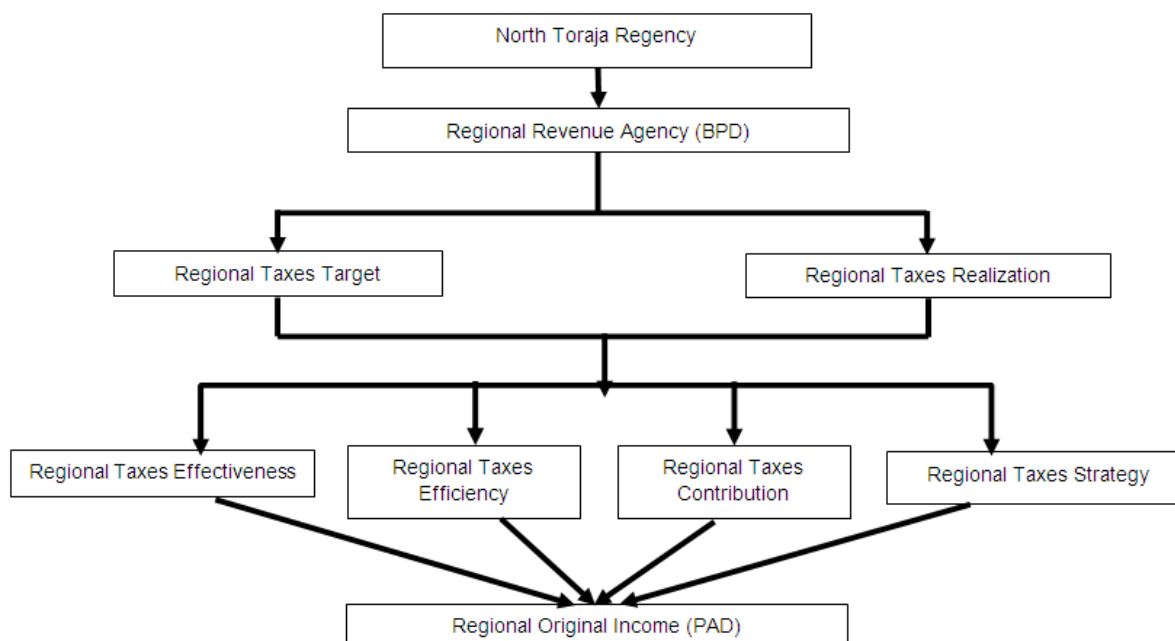 North Toraja Regency
Regional Revenue Agency (BPD)
Regional Taxes Target
Regional Taxes Realization
Regional Taxes Effectiveness
Regional Taxes
Efficiency
Regional Taxes
Contribution
Regional Taxes Strategy
Regional Original Income (PAD)